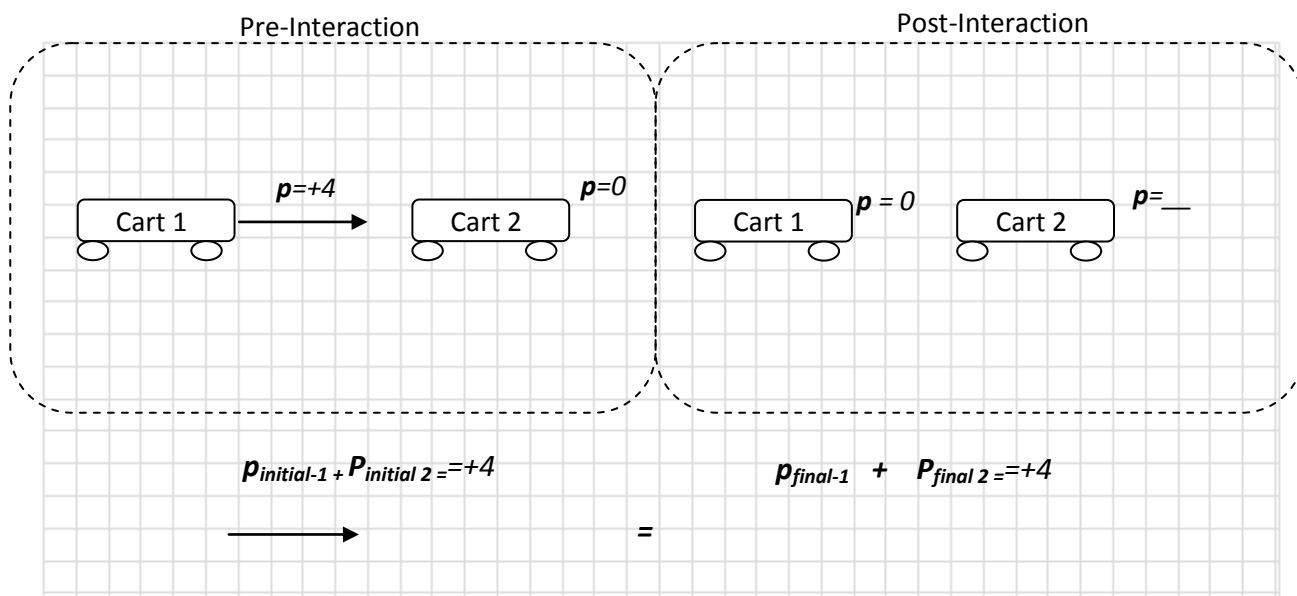 Pre-Interaction
Post-Interaction
p=+4
p=0
p = 0
p=__
Cart 1
Cart 2
Cart 1
Cart 2
pinitial-1 + Pinitial 2 ==+4
pfinal-1 + Pfinal 2 ==+4
=